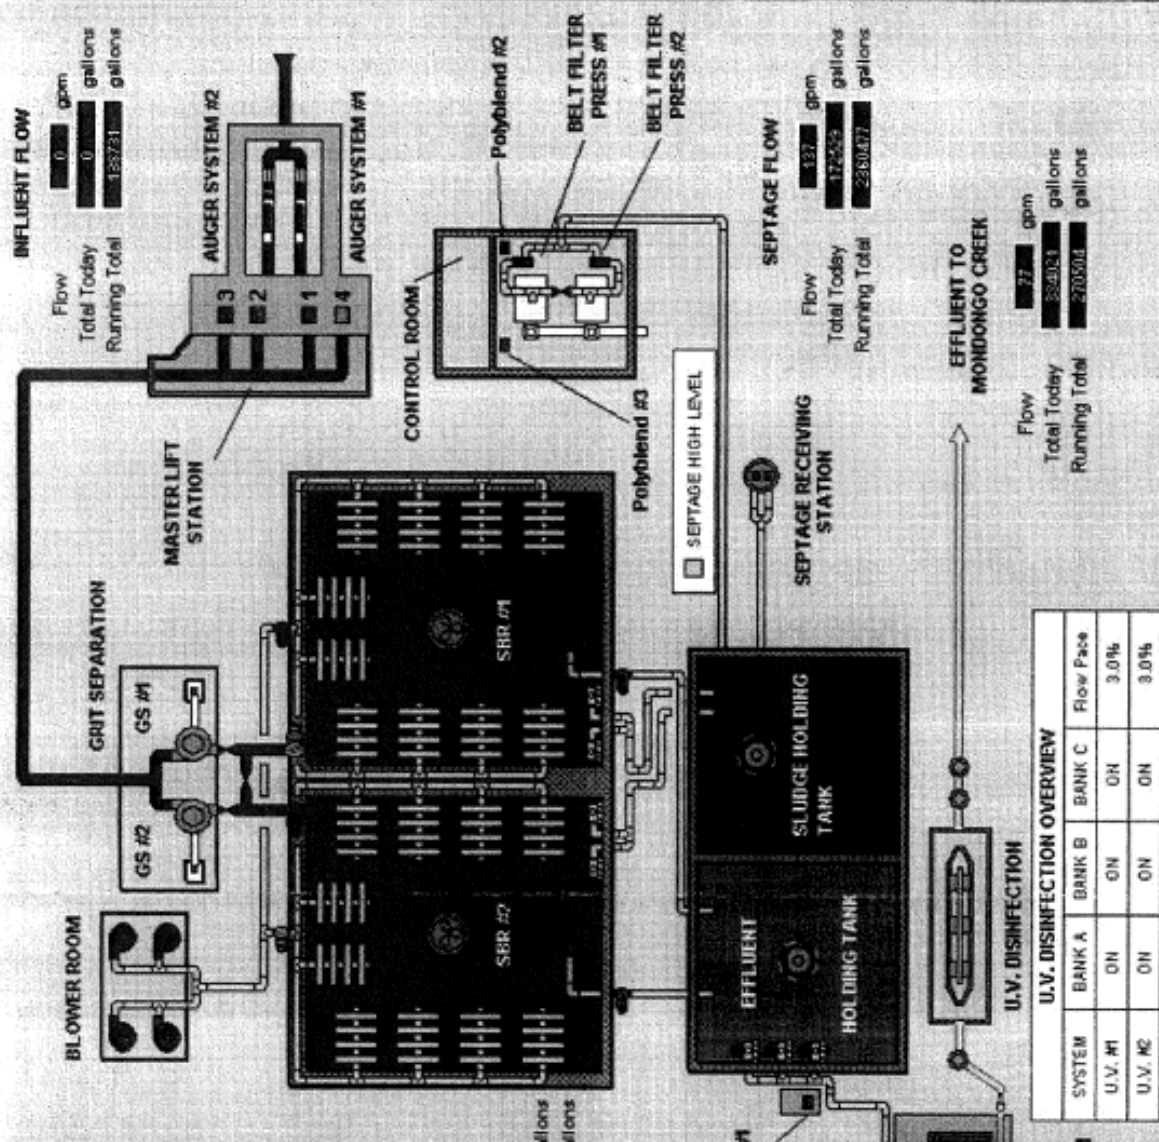 INFLUENT FLOW
Flow 0 gpm
Total Today 0 gallons
Running Total gallons
AUGER SYSTEM #2
AUGER SYSTEM #1
3
2
1
4
MASTER LIFT
STATION
GRIT SEPARATION
GS #1
GS #2
BLOWER ROOM
CONTROL ROOM
Polyblend #2
BELT FILTER
PRESS #1
BELT FILTER
PRESS #2
Polyblend #3
SBR #1
SBR #2
SEPTAGE HIGH LEVEL
SEPTAGE FLOW
Flow 137 gpm
Total Today gallons
Running Total gallons
SEPTAGE RECEIVING
STATION
SLUDGE HOLDING
TANK
EFFLUENT
HOLDING TANK
EFFLUENT TO
MONDONGO CREEK
Flow 77 gpm
Total Today gallons
Running Total gallons
U.V. DISINFECTION
U.V. DISINFECTION OVERVIEW
SYSTEM BANK A BANK B BANK C Flow Pace
U.V. #1 ON ON ON 3.0%
U.V. #2 ON ON ON 3.0%
#1